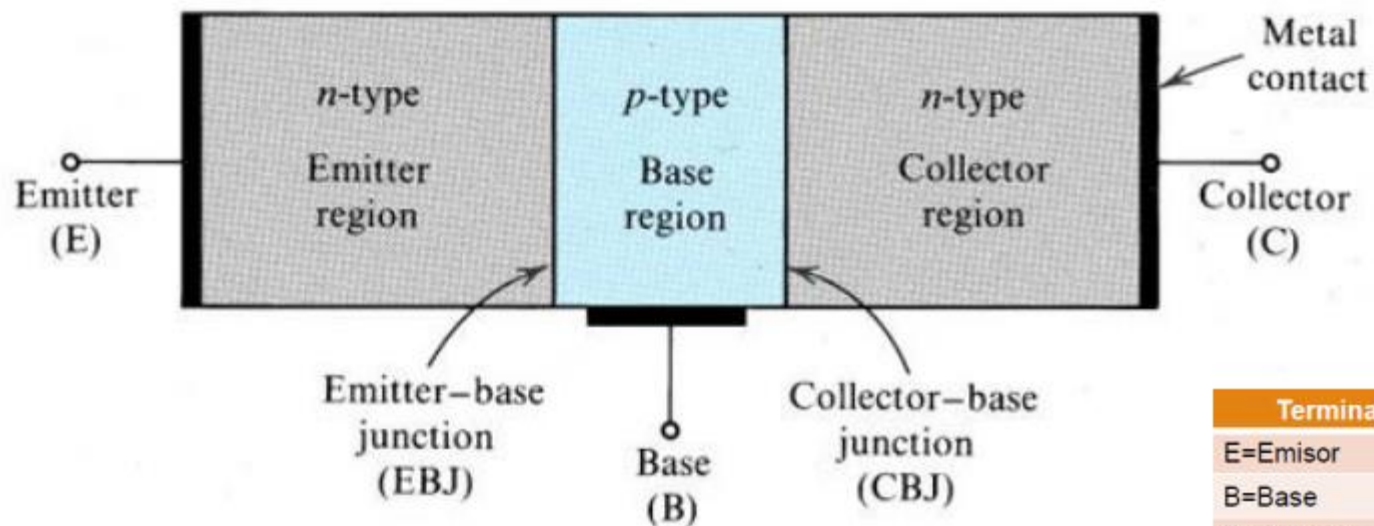 n-type
Emitter
region
p-type
Base
region
n-type
Collector
region
Metal
contact
Emitter
(E)
Collector
(C)
Emitter–base
junction
(EBJ)
Base
(B)
Collector–base
junction
(CBJ)
E=Emisor
B=Base